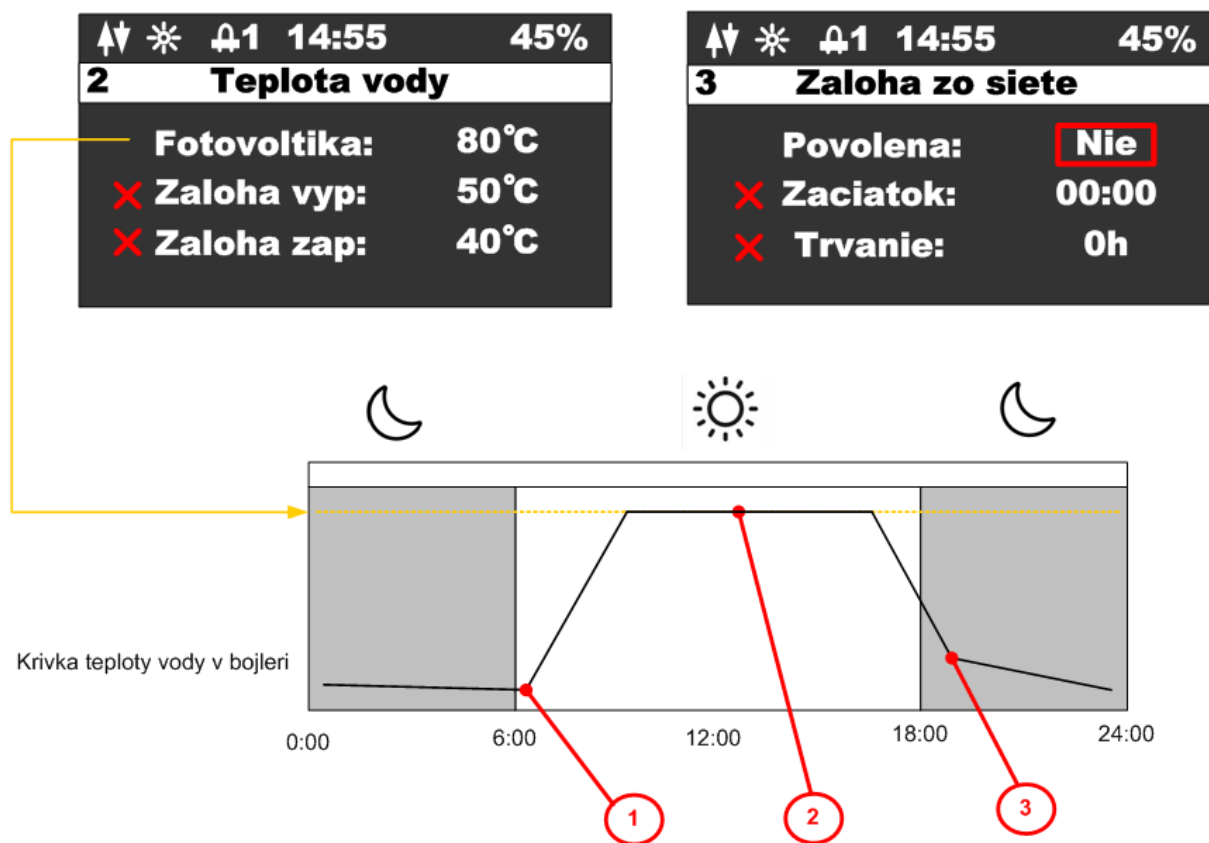 1 14:55 45%
2 Teplota vody
Fotovoltika: 80°C
Zaloha vyp: 50°C
Zaloha zap: 40°C
1 14:55 45%
3 Zaloha zo siete
Povolena: Nie
Zaciatok: 00:00
Trvanie: 0h
Krivka teploty vody v bojleri
0:00 6:00 12:00 18:00 24:00
1 2 3